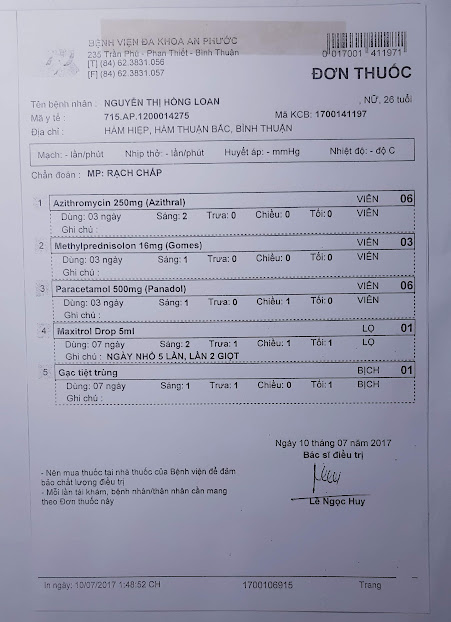 BỆNH VIỆN ĐA KHOA AN PHƯỚC
235 Trần Phú - Phan Thiết - Bình Thuận
[T] (84) 62.3831.056
[F] (84) 62.3831.057
0 017001 411971
ĐƠN THUỐC
Tên bệnh nhân : NGUYỄN THỊ HỒNG LOAN , NỮ, 26 tuổi
Mã y tế : 715.AP.1200014275 Mã KCB: 1700141197
Địa chỉ : HÀM HIỆP, HÀM THUẬN BẮC, BÌNH THUẬN
Mạch: - lần/phút Nhịp thở: - lần/phút Huyết áp: - mmHg Nhiệt độ: - độ C
Chẩn đoán : MP: RẠCH CHẮP
1 Azithromycin 250mg (Azithral) VIÊN 06
Dùng: 03 ngày Sáng: 2 Trưa: 0 Chiều: 0 Tối: 0 VIÊN
Ghi chú :
2 Methylprednisolon 16mg (Gomes) VIÊN 03
Dùng: 03 ngày Sáng: 1 Trưa: 0 Chiều: 0 Tối: 0 VIÊN
Ghi chú :
3 Paracetamol 500mg (Panadol) VIÊN 06
Dùng: 03 ngày Sáng: 1 Trưa: 0 Chiều: 1 Tối: 0 VIÊN
Ghi chú :
4 Maxitrol Drop 5ml LỌ 01
Dùng: 07 ngày Sáng: 2 Trưa: 1 Chiều: 1 Tối: 1 LỌ
Ghi chú : NGÀY NHỎ 5 LẦN, LẦN 2 GIỌT
5 Gạc tiệt trùng BỊCH 01
Dùng: 07 ngày Sáng: 1 Trưa: 1 Chiều: 0 Tối: 1 BỊCH
Ghi chú :
Ngày 10 tháng 07 năm 2017
Bác sĩ điều trị
- Nên mua thuốc tại nhà thuốc của Bệnh viện để đảm
bảo chất lượng điều trị
- Mỗi lần tái khám, bệnh nhân/thân nhân cần mang
theo Đơn thuốc này
Lê Ngọc Huy
In ngày: 10/07/2017 1:48:52 CH 1700106915 Trang